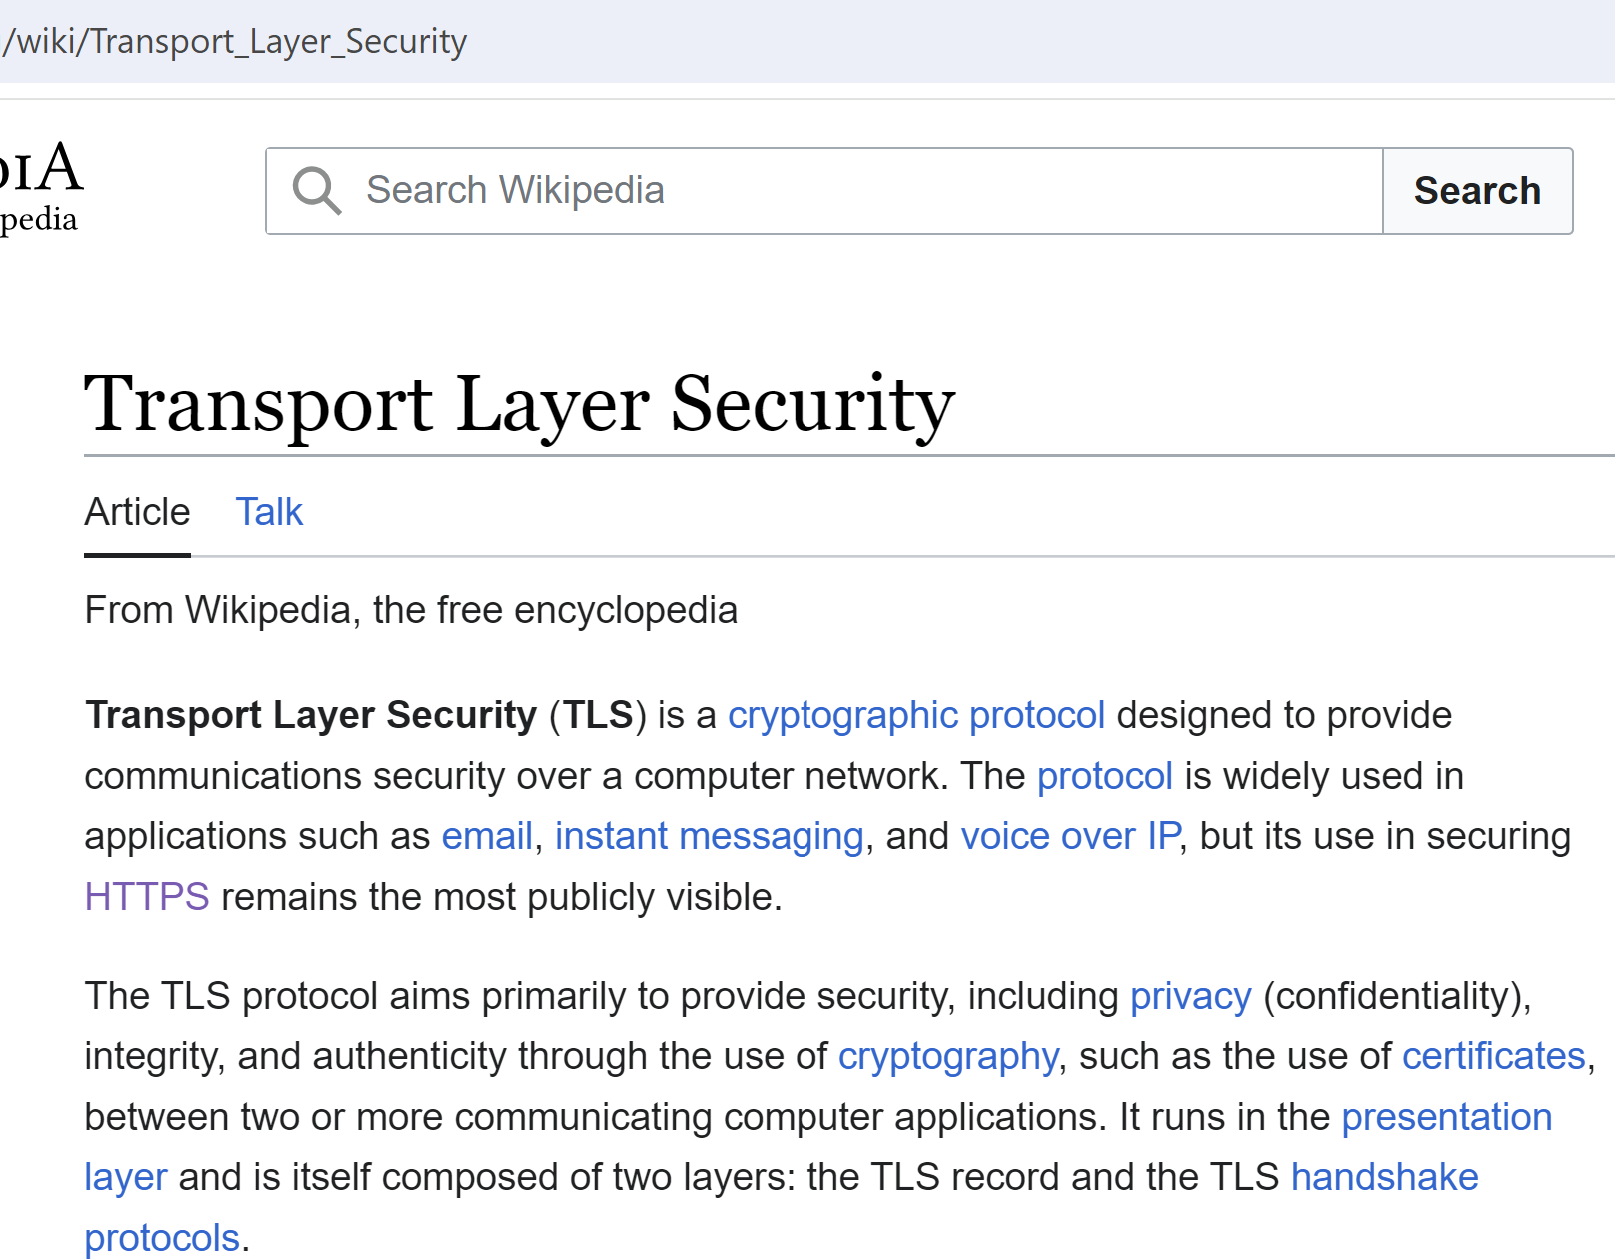 /wiki/Transport_Layer_Security
pedia
Search Wikipedia
Search
Transport Layer Security
Article Talk
From Wikipedia, the free encyclopedia
Transport Layer Security (TLS) is a cryptographic protocol designed to provide
communications security over a computer network. The protocol is widely used in
applications such as email, instant messaging, and voice over IP, but its use in securing
HTTPS remains the most publicly visible.
The TLS protocol aims primarily to provide security, including privacy (confidentiality),
integrity, and authenticity through the use of cryptography, such as the use of certificates,
between two or more communicating computer applications. It runs in the presentation
layer and is itself composed of two layers: the TLS record and the TLS handshake
protocols.